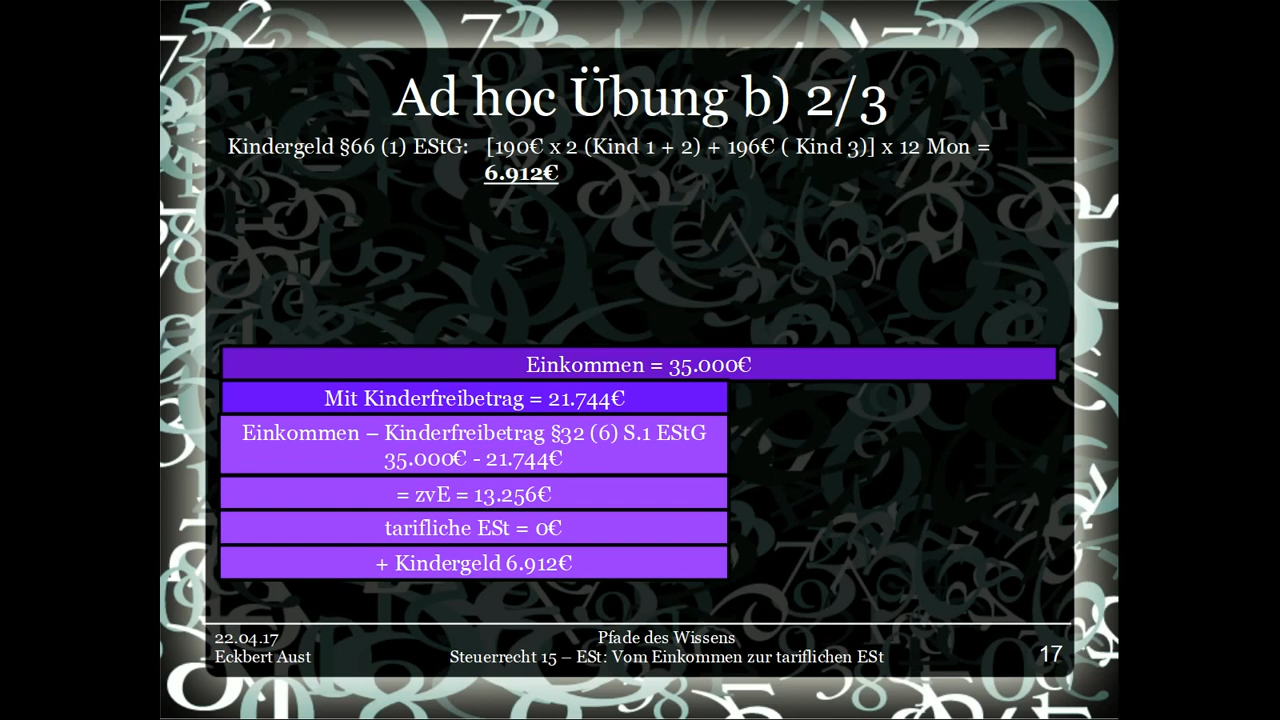 Ad hoc Übung b) 2/3
Kindergeld §66 (1) EStG: [190€ x 2 (Kind 1 + 2) + 196€ ( Kind 3)] x 12 Mon =
6.912€
Einkommen = 35.000€
Mit Kinderfreibetrag = 21.744€
Einkommen – Kinderfreibetrag §32 (6) S.1 EStG
35.000€ - 21.744€
= zvE = 13.256€
tarifliche ESt = 0€
+ Kindergeld 6.912€
22.04.17
Eckbert Aust
Pfade des Wissens
Steuerrecht 15 – ESt: Vom Einkommen zur tariflichen ESt
17